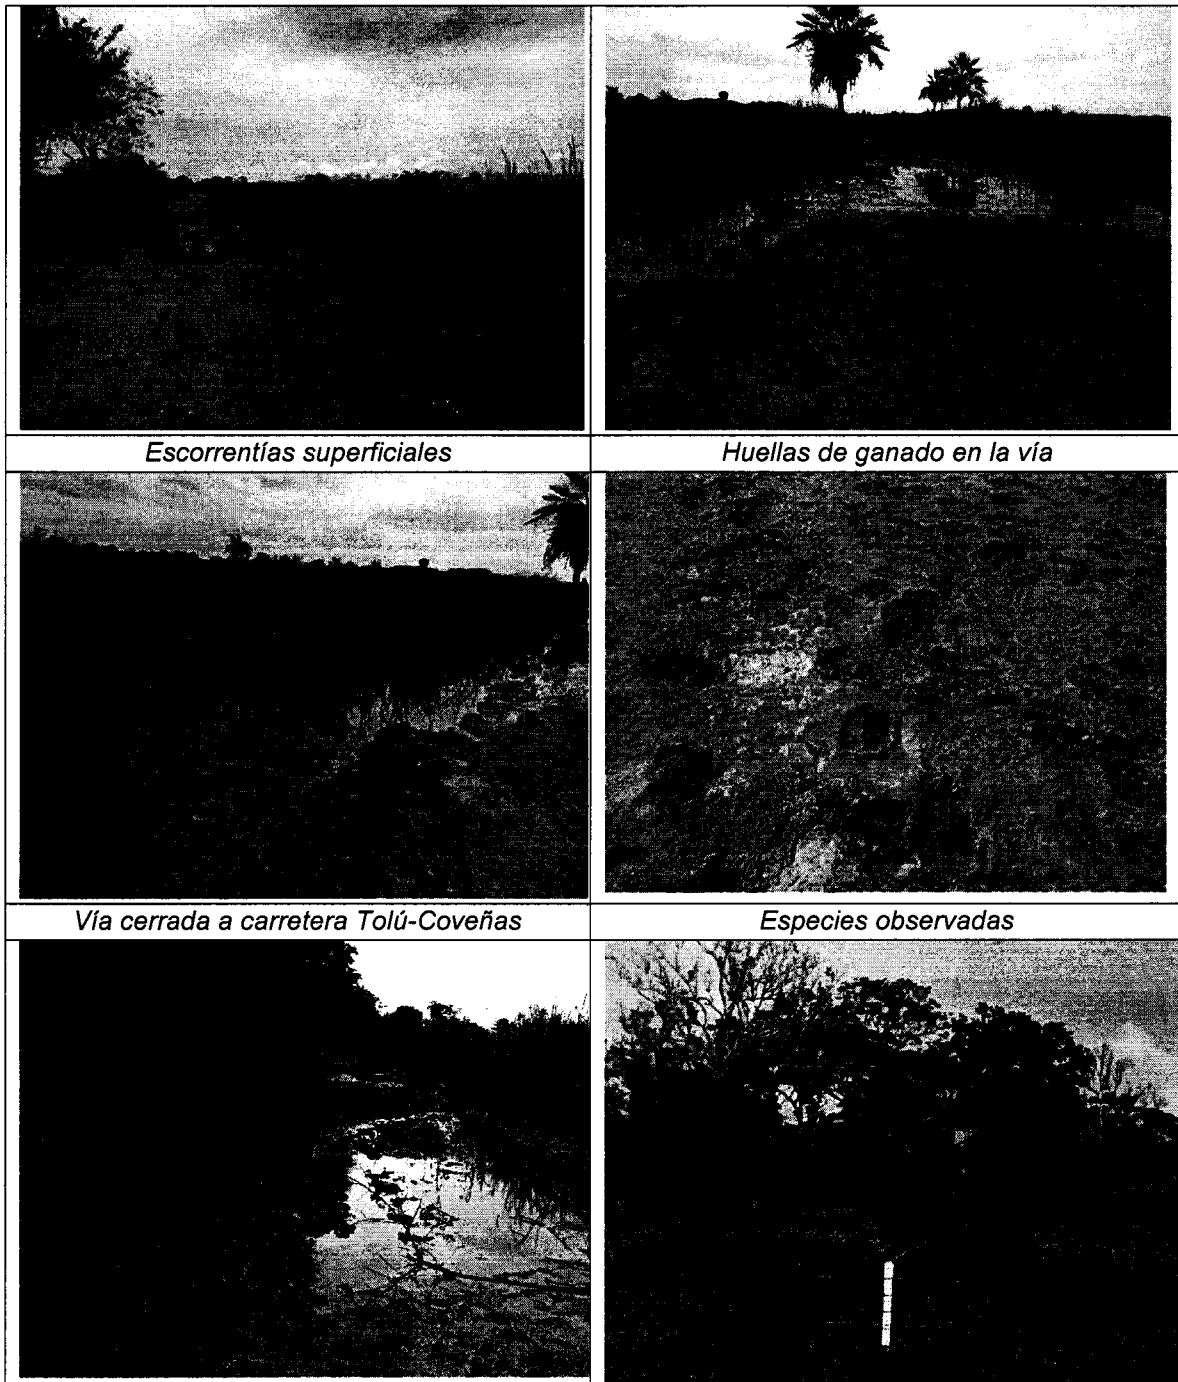 Escorrentías superficiales
Huellas de ganado en la vía
Vía cerrada a carretera Tolú-Coveñas
Especies observadas